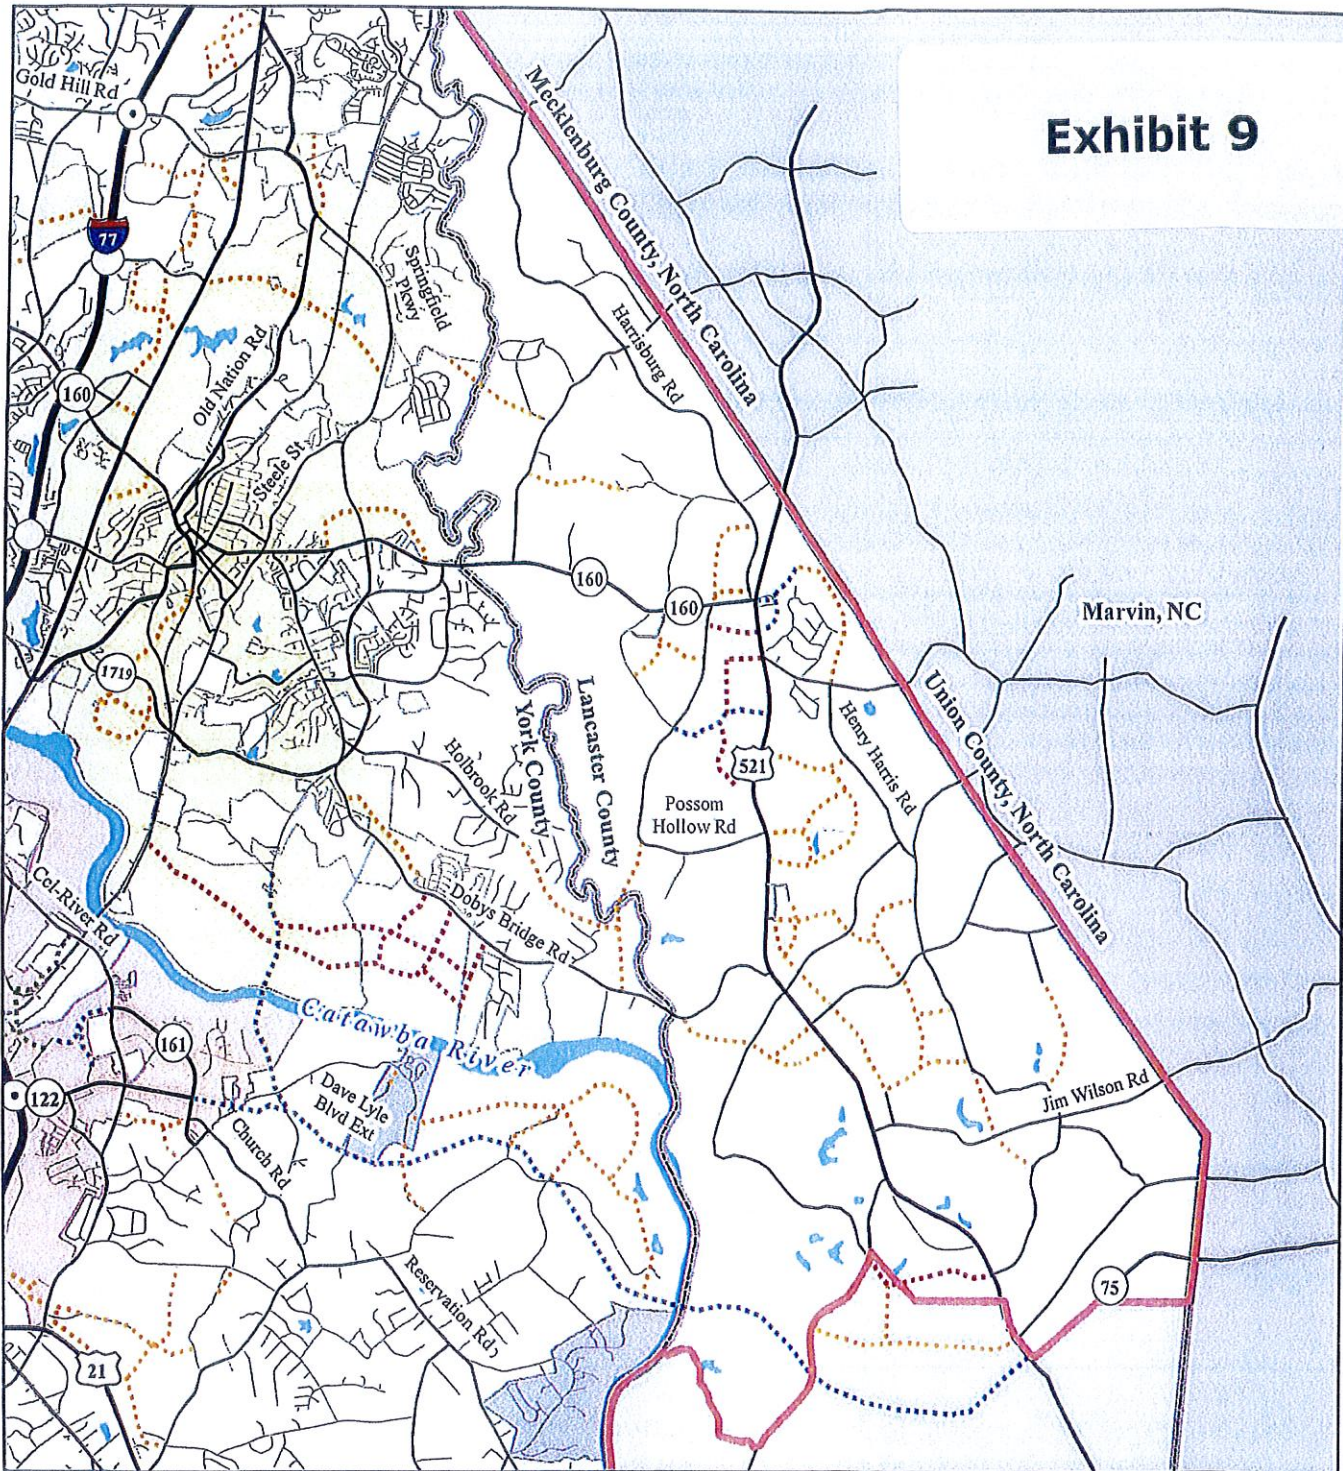 Exhibit 9
Gold Hill Rd
77
Mecklenburg County, North Carolina
Springfield
Pkwy
Harrisburg Rd
Old Nation Rd
160
Steele St
160
160
Marvin, NC
1719
Lancaster County
York County
Union County, North Carolina
Henry Harris Rd
521
Holbrook Rd
Possom
Hollow Rd
Cel-River Rd
Dobys Bridge Rd
Catawba River
161
122
Dave Lyle
Blvd Ext
Church Rd
Jim Wilson Rd
Reservation Rd
75
21